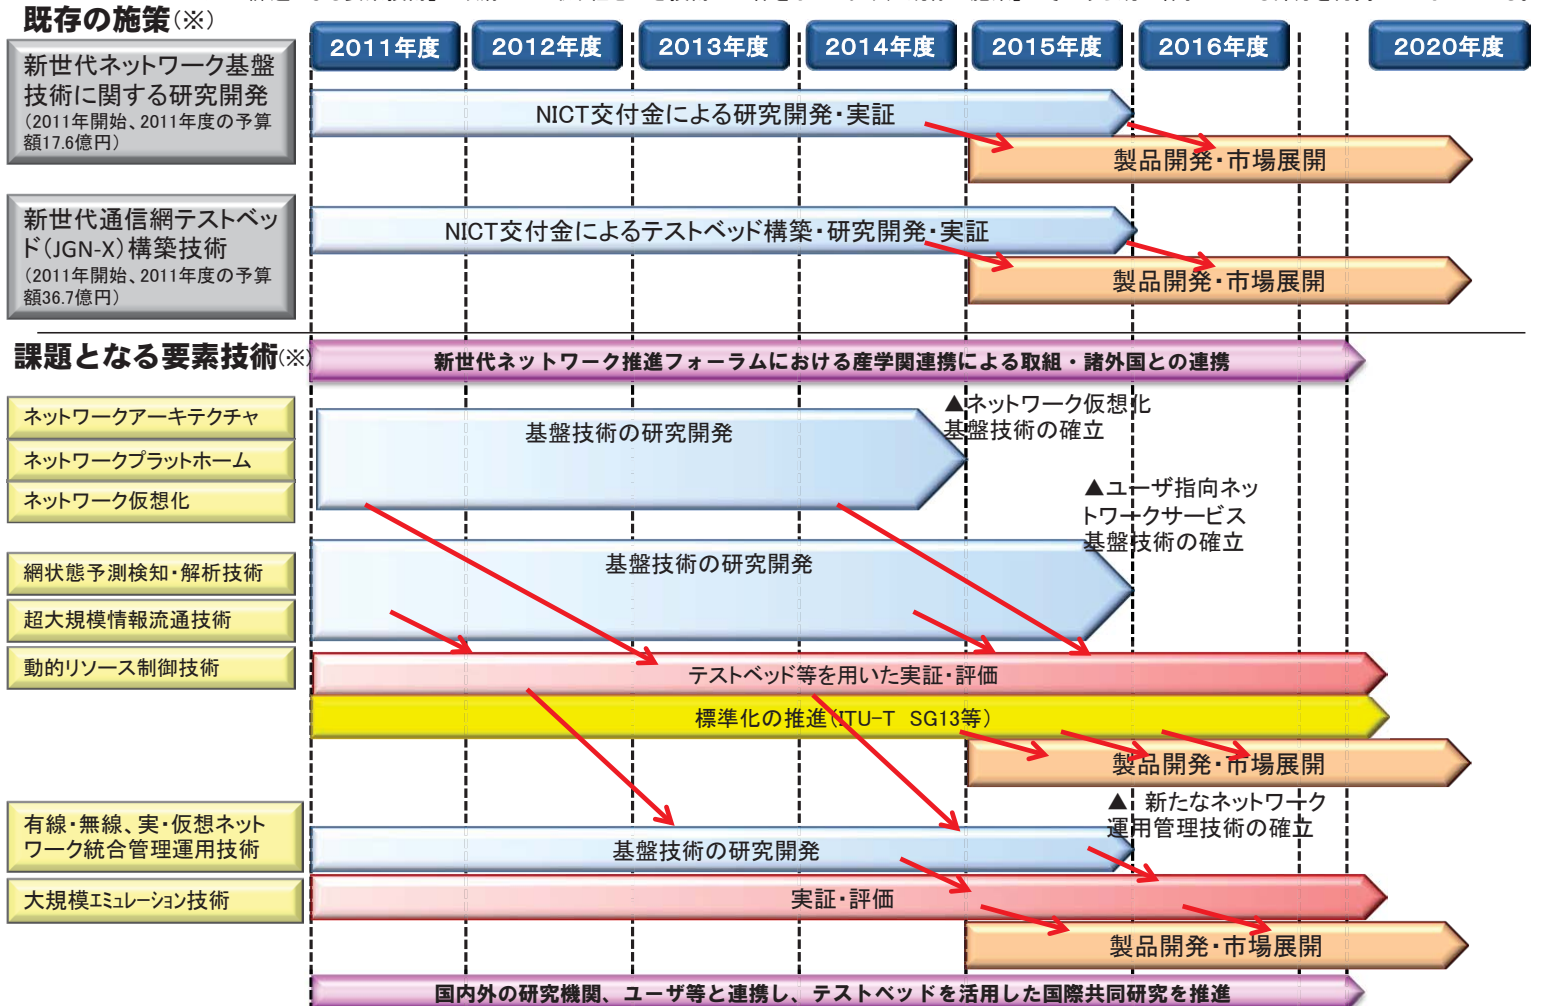 既存の施策(※)
2011年度
2012年度
2013年度
2014年度
2015年度
2016年度
2020年度
新世代ネットワーク基盤
技術に関する研究開発
(2011年開始、2011年度の予算
額17.6億円)
NICT交付金による研究開発・実証
製品開発・市場展開
新世代通信網テストベッ
ド(JGN-X)構築技術
(2011年開始、2011年度の予算
額36.7億円)
NICT交付金によるテストベッド構築・研究開発・実証
製品開発・市場展開
課題となる要素技術(※)
新世代ネットワーク推進フォーラムにおける産学関連携による取組・諸外国との連携
ネットワークアーキテクチャ
ネットワークプラットホーム
ネットワーク仮想化
基盤技術の研究開発
▲ネットワーク仮想化
基盤技術の確立
▲ユーザ指向ネッ
トワークサービス
基盤技術の確立
網状態予測検知・解析技術
超大規模情報流通技術
動的リソース制御技術
基盤技術の研究開発
テストベッド等を用いた実証・評価
標準化の推進(ITU-T SG13等)
製品開発・市場展開
▲ 新たなネットワーク
運用管理技術の確立
有線・無線、実・仮想ネット
ワーク統合管理運用技術
基盤技術の研究開発
大規模エミュレーション技術
実証・評価
製品開発・市場展開
国内外の研究機関、ユーザ等と連携し、テストベッドを活用した国際共同研究を推進